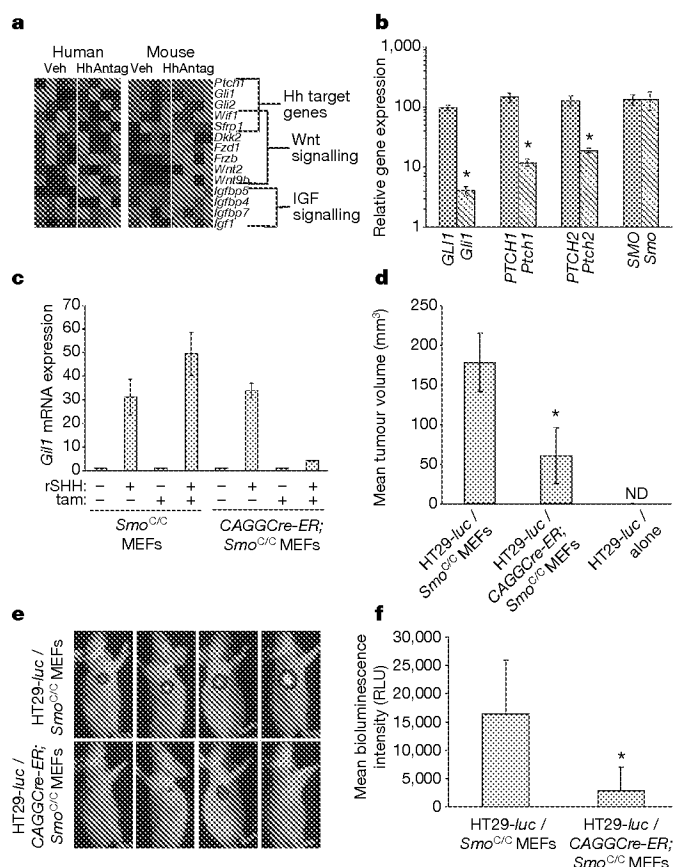 a
Human Mouse
Veh HhAntag Veh HhAntag
Ptch1
Gli1
Gli2
Wif1
Sfrp1
Dkk2
Fzd1
Frzb
Wnt2
Wnt9b
Igfbp5
Igfbp4
Igfbp7
Igf1
Hh target
genes
Wnt
signalling
IGF
signalling
b
Relative gene expression
1,000
100
10
1
*
*
*
GLI1
Gli1
PTCH1
Ptch1
PTCH2
Ptch2
SMO
Smo
c
Gil1 mRNA expression
70
60
50
40
30
20
10
0
rSHH: – + – + – + – +
tam: – – + + – – + +
SmoC/C
MEFs
CAGGCre-ER;
SmoC/C MEFs
d
Mean tumour volume (mm3)
250
200
150
100
50
0
*
ND
HT29-luc /
SmoC/C MEFs
HT29-luc /
CAGGCre-ER;
SmoC/C MEFs
HT29-luc /
alone
e
HT29-luc /
SmoC/C MEFs
HT29-luc /
CAGGCre-ER;
SmoC/C MEFs
f
Mean bioluminescence
intensity (RLU)
30,000
25,000
20,000
15,000
10,000
5,000
0
*
HT29-luc /
SmoC/C MEFs
HT29-luc /
CAGGCre-ER;
SmoC/C MEFs